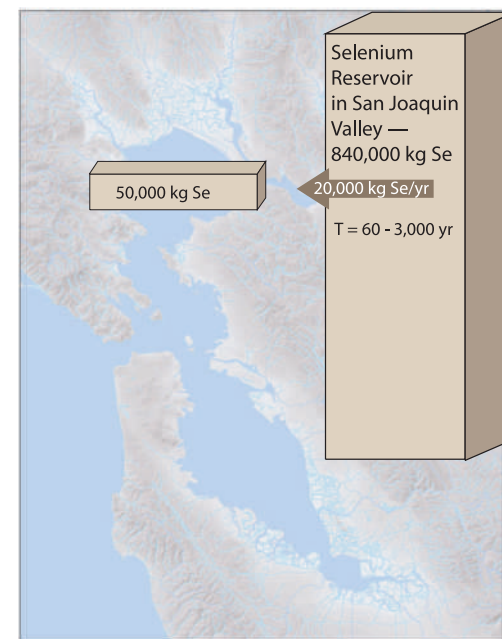 Selenium
Reservoir
in San Joaquin
Valley —
840,000 kg Se
50,000 kg Se
20,000 kg Se/yr
T = 60 - 3,000 yr